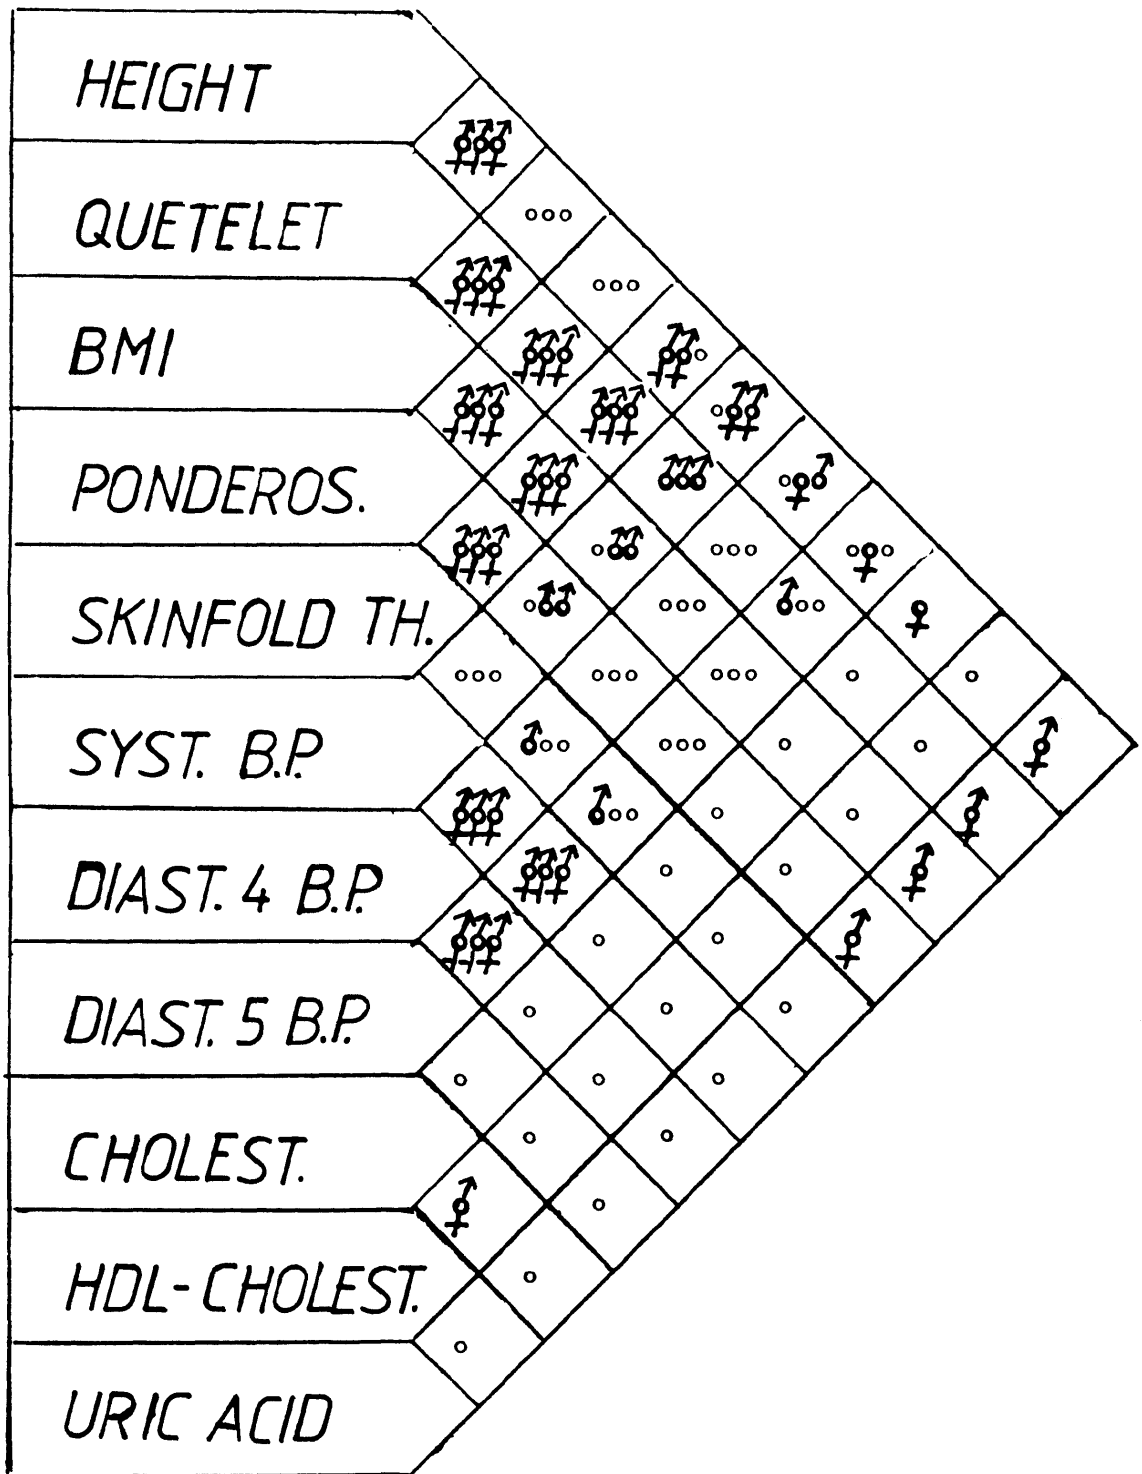 HEIGHT
QUETELET
BMI
PONDEROS.
SKINFOLD TH.
SYST. B.P.
DIAST. 4 B.P.
DIAST. 5 B.P.
CHOLEST.
HDL-CHOLEST.
URIC ACID